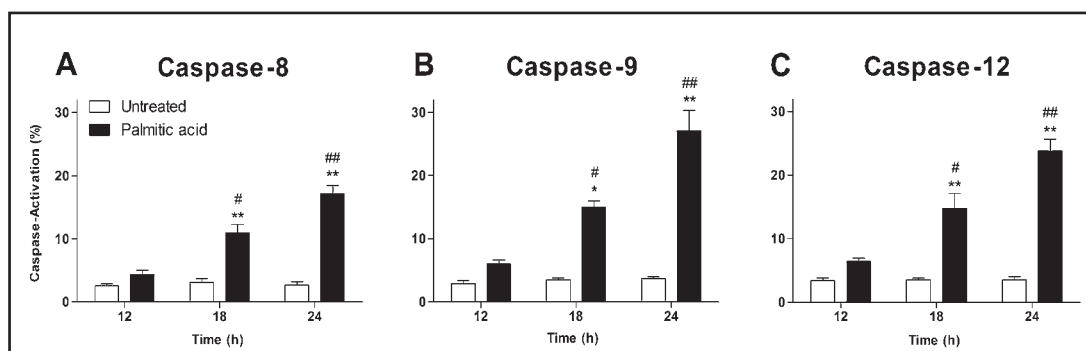 A Caspase-8
Untreated
Palmitic acid
Caspase-Activation (%)
30
20
10
0
#
**
##
**
12 18 24
Time (h)
B Caspase-9
30
20
10
0
#
*
##
**
12 18 24
Time (h)
C Caspase-12
30
20
10
0
#
**
##
**
12 18 24
Time (h)